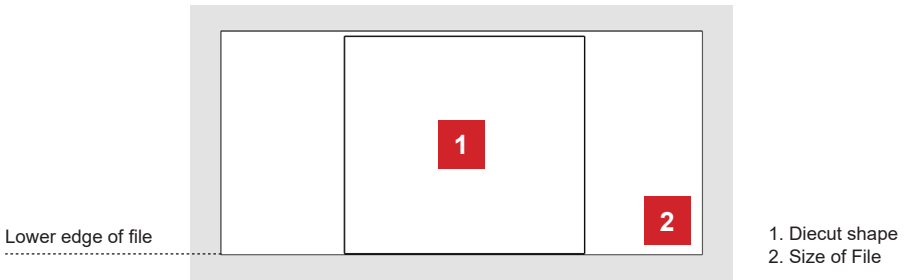 1
2
Lower edge of file
1. Diecut shape
2. Size of File